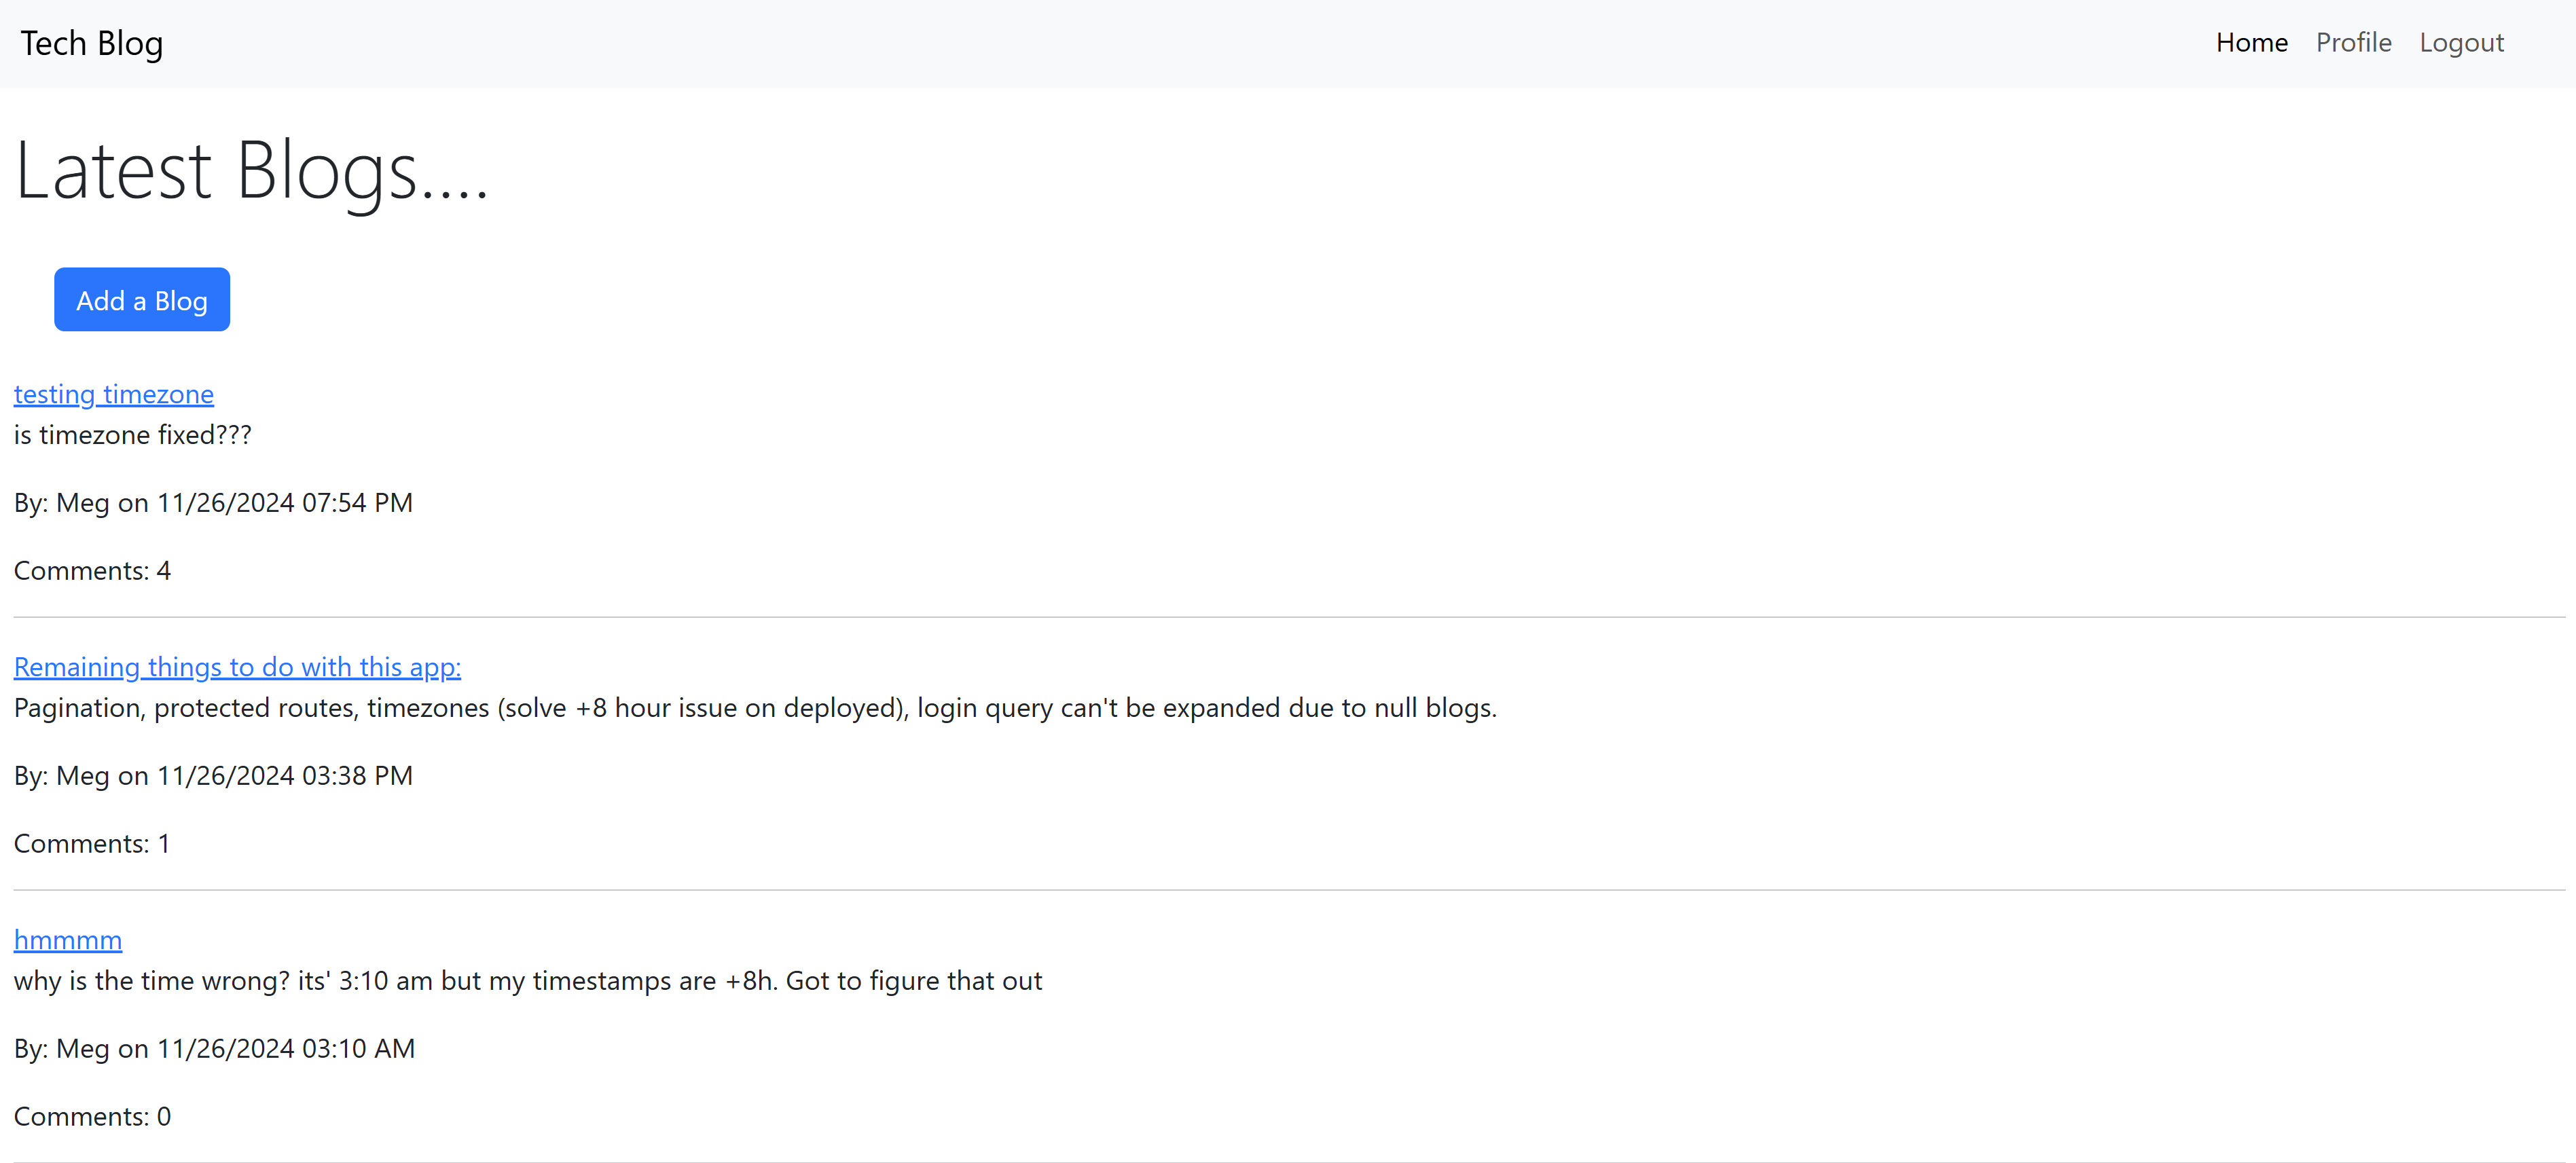 Tech Blog
Home Profile Logout
Latest Blogs....
Add a Blog
testing timezone
is timezone fixed???
By: Meg on 11/26/2024 07:54 PM
Comments: 4
Remaining things to do with this app:
Pagination, protected routes, timezones (solve +8 hour issue on deployed), login query can't be expanded due to null blogs.
By: Meg on 11/26/2024 03:38 PM
Comments: 1
hmmmm
why is the time wrong? its' 3:10 am but my timestamps are +8h. Got to figure that out
By: Meg on 11/26/2024 03:10 AM
Comments: 0